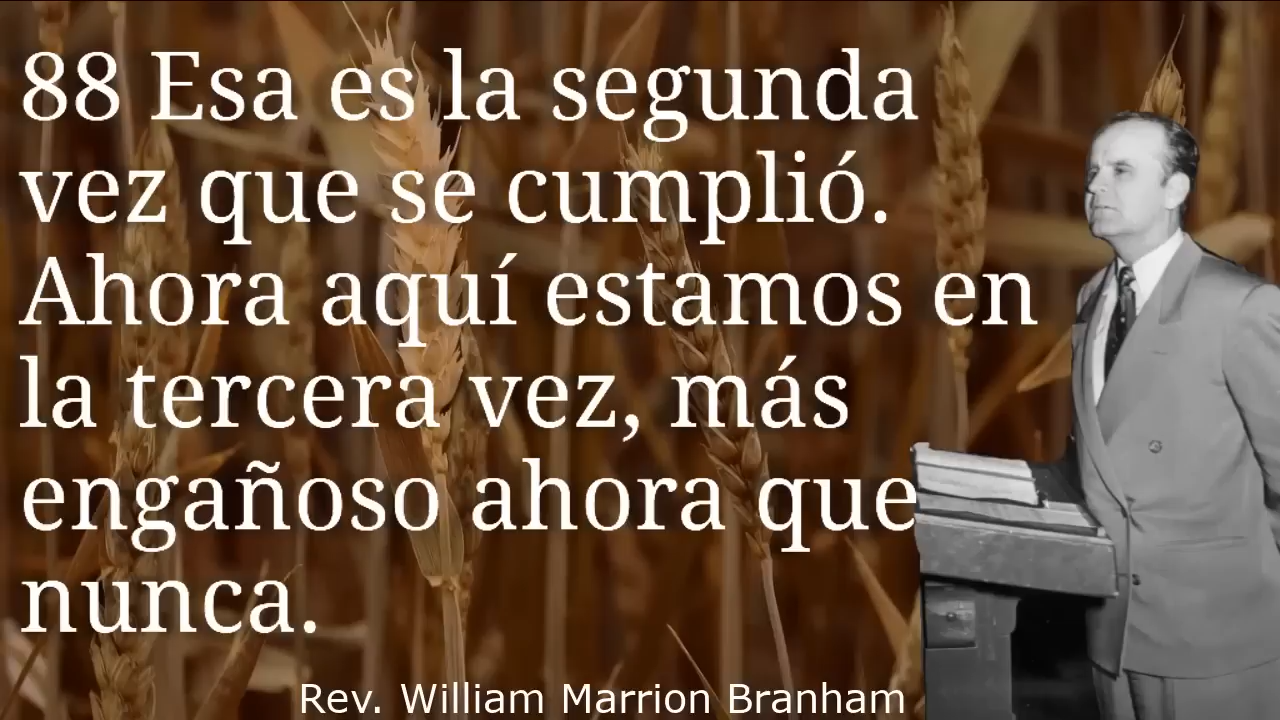 88 Esa es la segunda
vez que se cumplió.
Ahora aquí estamos en
la tercera vez, más
engañoso ahora que
nunca.
Rev. William Marrion Branham